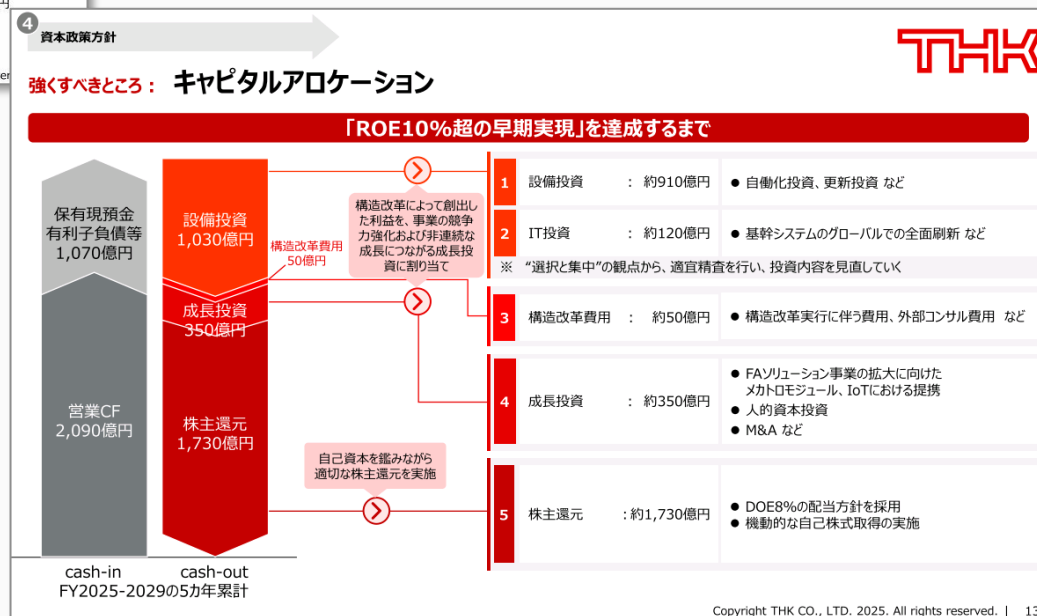 4
資本政策方針
THK
強くすべきところ： キャピタルアロケーション
「ROE10%超の早期実現」を達成するまで
保有現預金
有利子負債等
1,070億円
営業CF
2,090億円
設備投資
1,030億円
構造改革費用
50億円
成長投資
350億円
株主還元
1,730億円
構造改革によって創出し
た利益を、事業の競争
力強化および非連続な
成長につながる成長投
資に割り当て
自己資本を鑑みながら
適切な株主還元を実施
1 設備投資 ： 約910億円 ● 自動化投資、更新投資 など
2 IT投資 ： 約120億円 ● 基幹システムのグローバルでの全面刷新 など
※ “選択と集中”の観点から、適宜精査を行い、投資内容を見直していく
3 構造改革費用 ： 約50億円 ● 構造改革実行に伴う費用、外部コンサル費用 など
4 成長投資 ： 約350億円 ● FAソリューション事業の拡大に向けた
メカトロモジュール、IoTにおける提携
● 人的資本投資
● M&A など
5 株主還元 ：約1,730億円 ● DOE8%の配当方針を採用
● 機動的な自己株式取得の実施
cash-in cash-out
FY2025-2029の5カ年累計
Copyright THK CO., LTD. 2025. All rights reserved. | 13